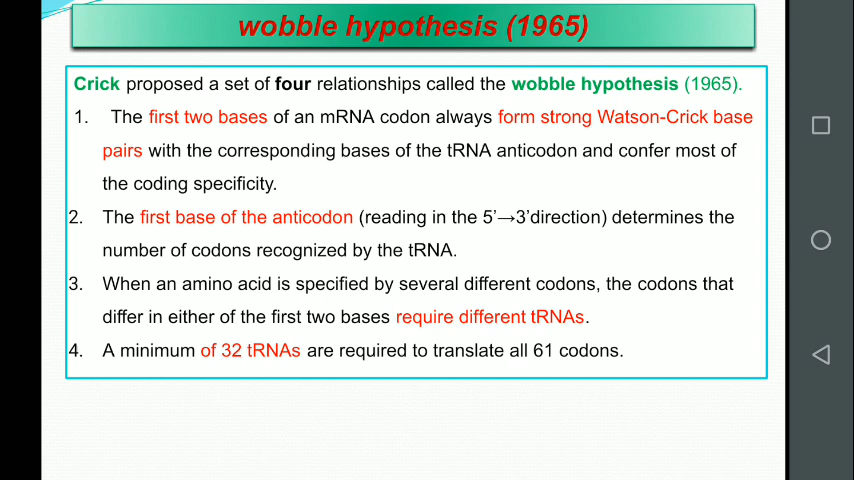 wobble hypothesis (1965)
Crick proposed a set of four relationships called the wobble hypothesis (1965).
1. The first two bases of an mRNA codon always form strong Watson-Crick base
pairs with the corresponding bases of the tRNA anticodon and confer most of
the coding specificity.
2. The first base of the anticodon (reading in the 5’→3’direction) determines the
number of codons recognized by the tRNA.
3. When an amino acid is specified by several different codons, the codons that
differ in either of the first two bases require different tRNAs.
4. A minimum of 32 tRNAs are required to translate all 61 codons.